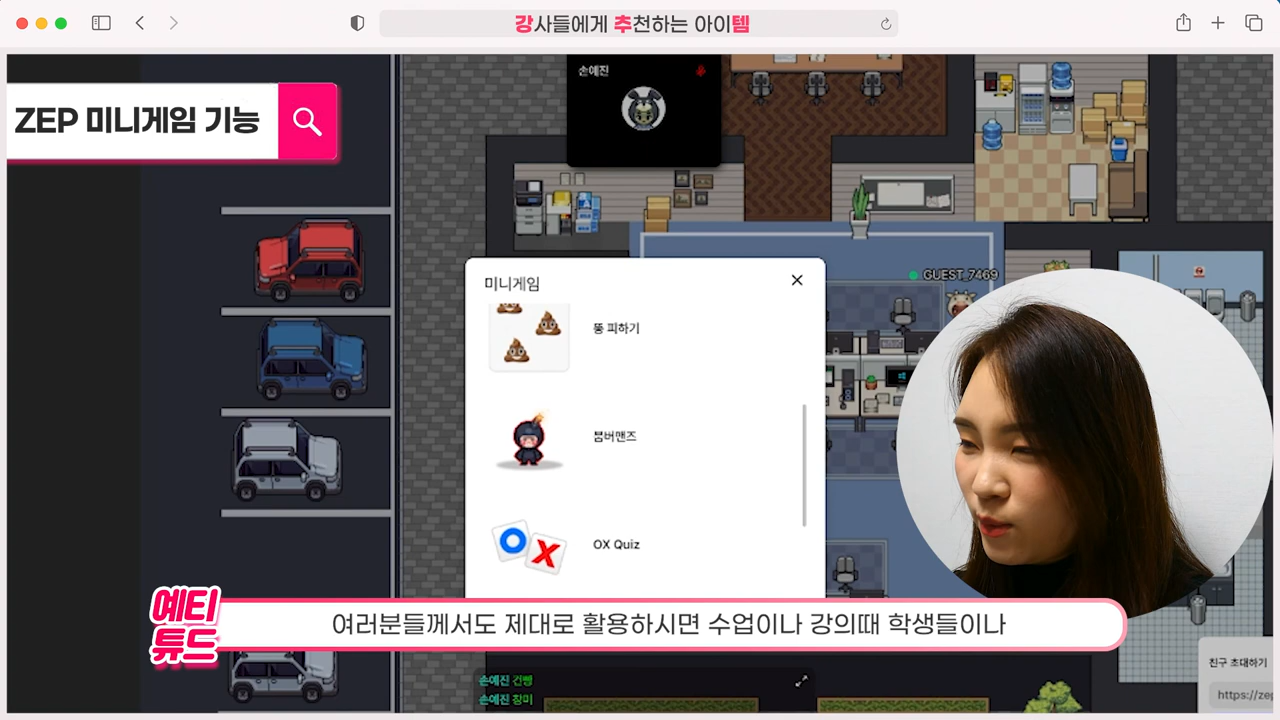 강사들에게 추천하는 아이템
ZEP 미니게임 기능
손예진
GUEST_7469
미니게임
똥 피하기
봄버맨즈
OX Quiz
예티
튜드
여러분들께서도 제대로 활용하시면 수업이나 강의때 학생들이나
손예진 건빵
손예진 창미
친구 초대하기
https://zep